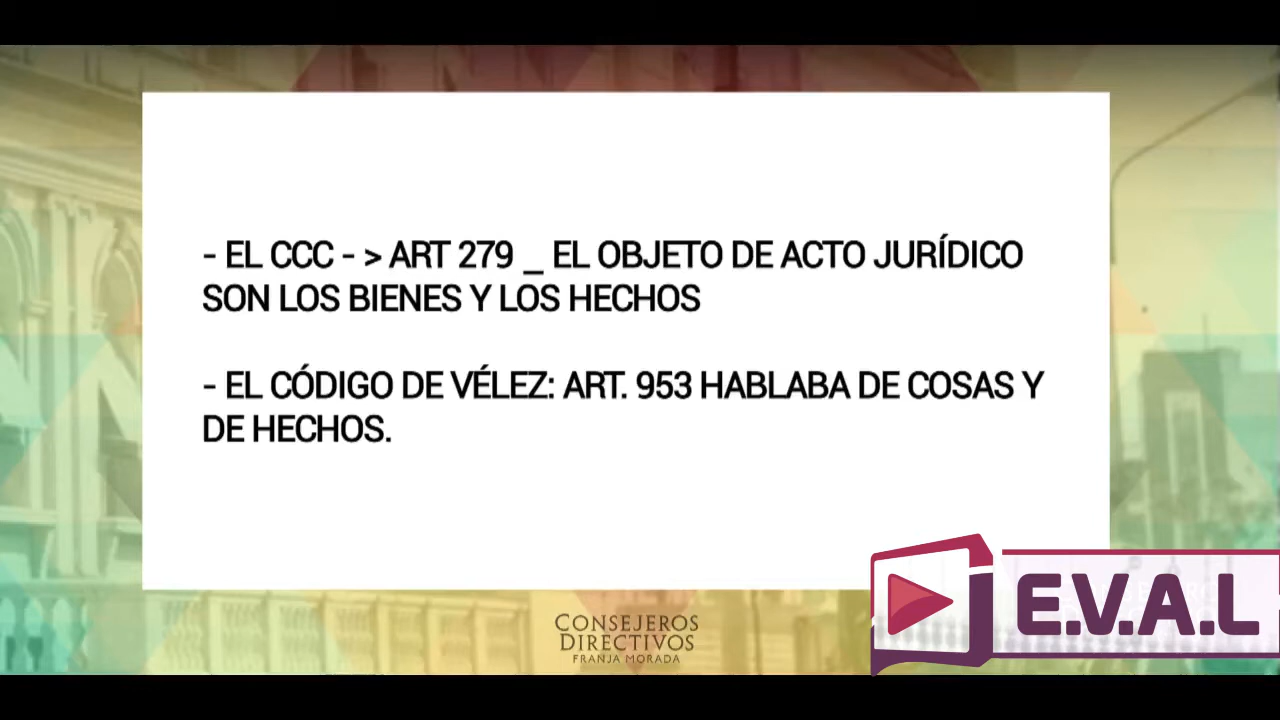 - EL CCC - > ART 279 _ EL OBJETO DE ACTO JURÍDICO
SON LOS BIENES Y LOS HECHOS
- EL CÓDIGO DE VÉLEZ: ART. 953 HABLABA DE COSAS Y
DE HECHOS.
CONSEJEROS
DIRECTIVOS
FRANJA MORADA
E.V.A.L